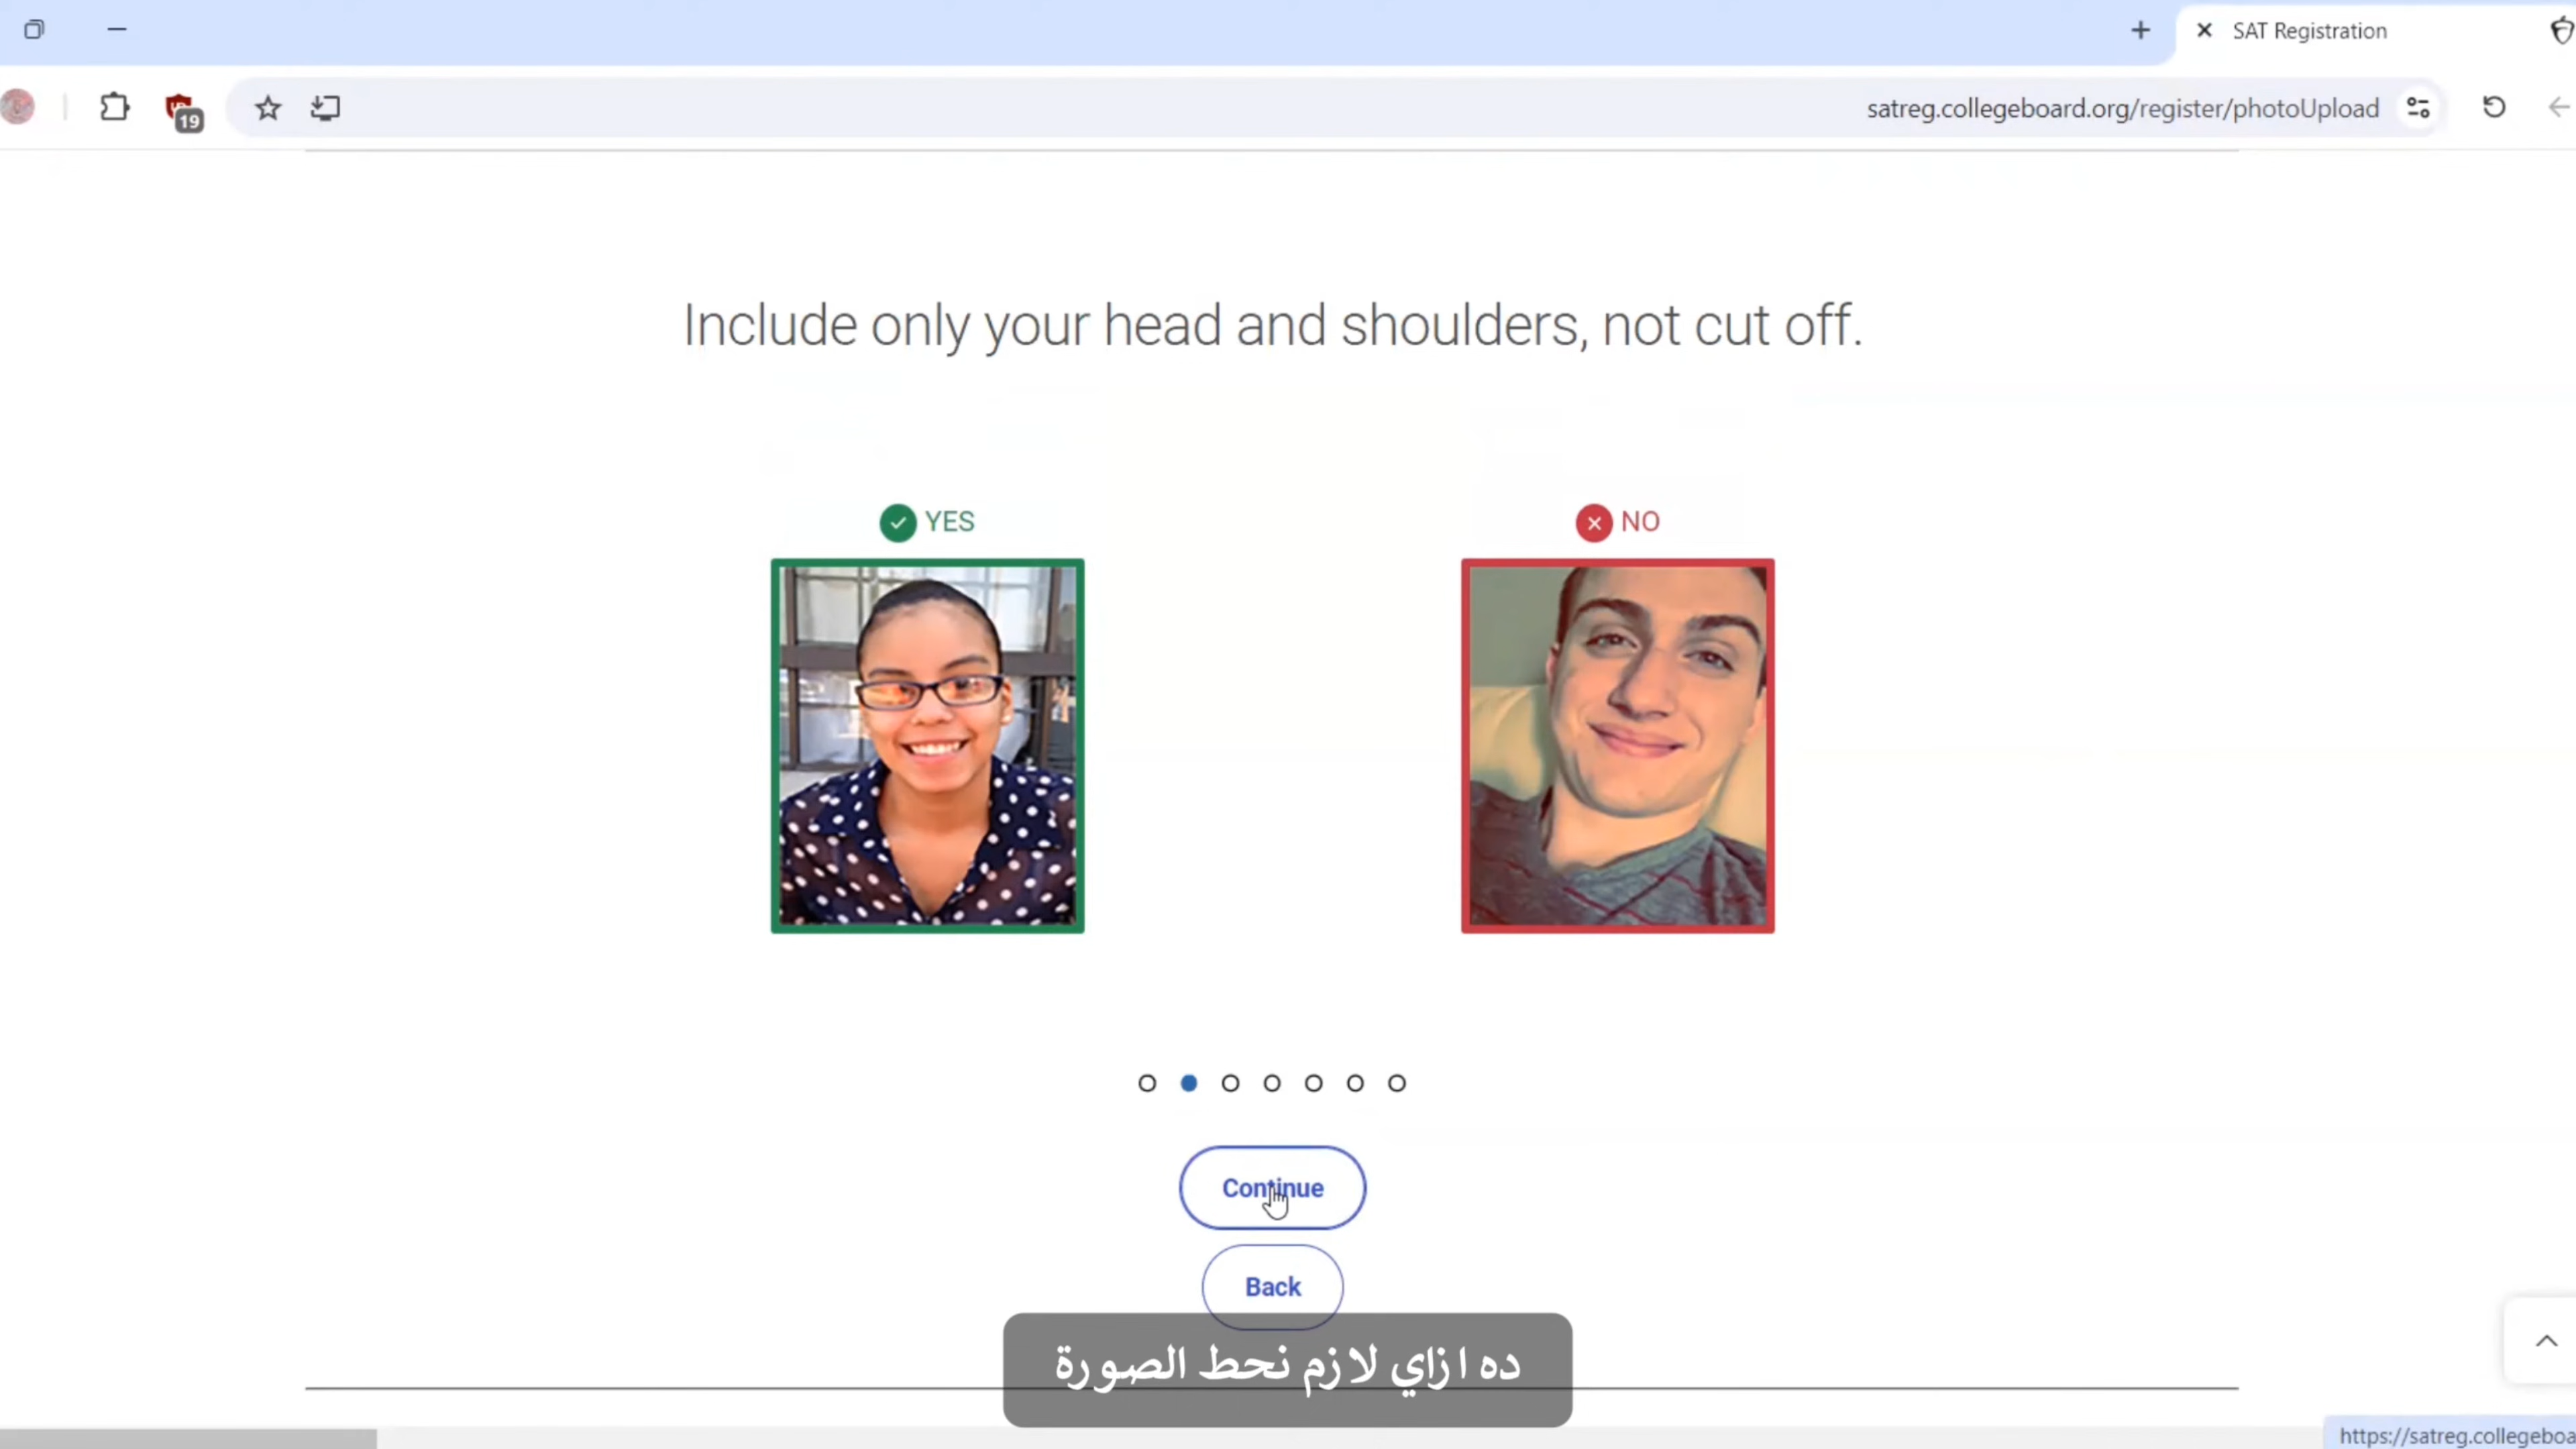 SAT Registration
19
satreg.collegeboard.org/register/photoUpload
Include only your head and shoulders, not cut off.
YES
NO
Continue
Back
ده ازاي لازم نحط الصورة
https://satreg.collegeboa